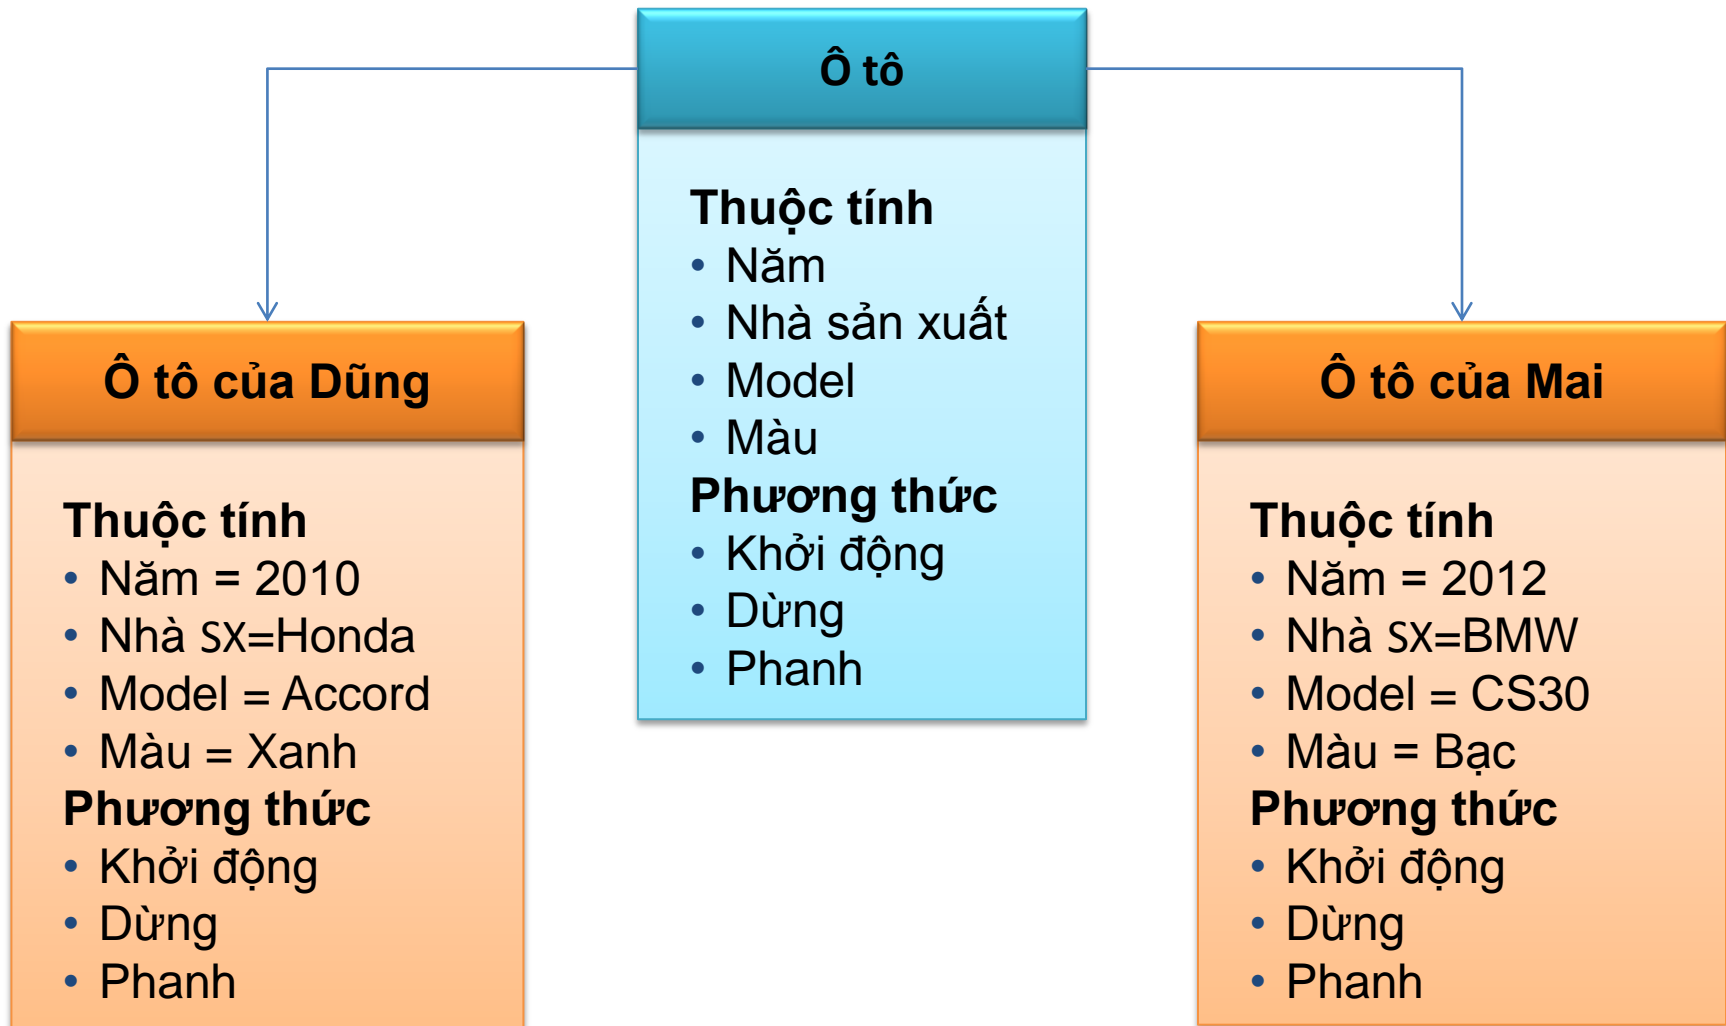 Ô tô
Thuộc tính
• Năm
• Nhà sản xuất
• Model
• Màu
Phương thức
• Khởi động
• Dừng
• Phanh
Ô tô của Dũng
Thuộc tính
• Năm = 2010
• Nhà SX=Honda
• Model = Accord
• Màu = Xanh
Phương thức
• Khởi động
• Dừng
• Phanh
Ô tô của Mai
Thuộc tính
• Năm = 2012
• Nhà SX=BMW
• Model = CS30
• Màu = Bạc
Phương thức
• Khởi động
• Dừng
• Phanh